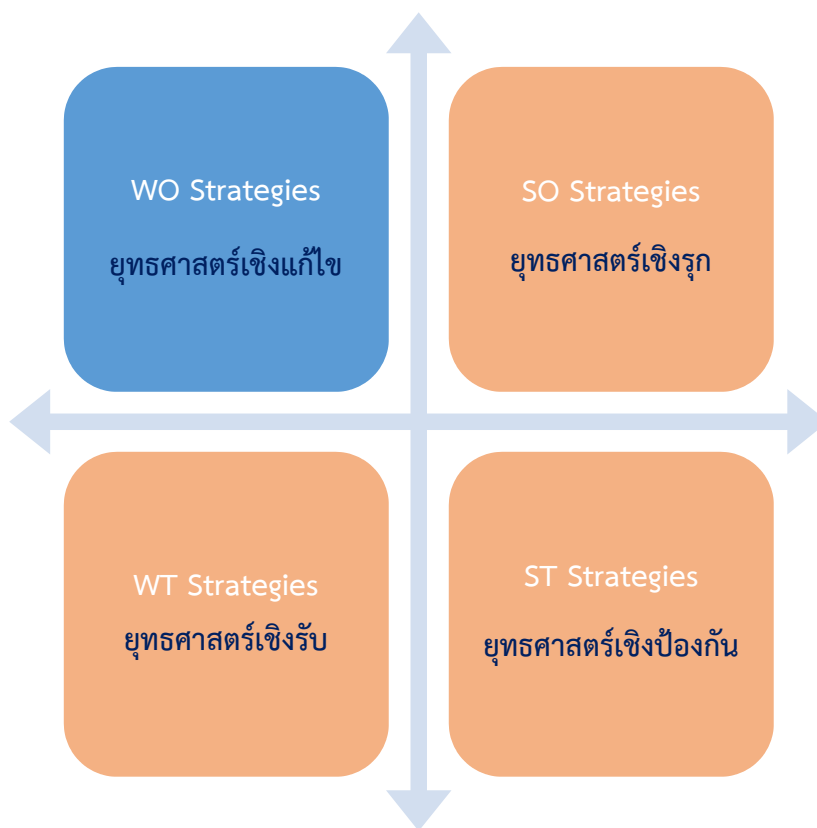 WO Strategies
ยุทธศาสตร์เชิงแก้ไข
SO Strategies
ยุทธศาสตร์เชิงรุก
WT Strategies
ยุทธศาสตร์เชิงรับ
ST Strategies
ยุทธศาสตร์เชิงป้องกัน